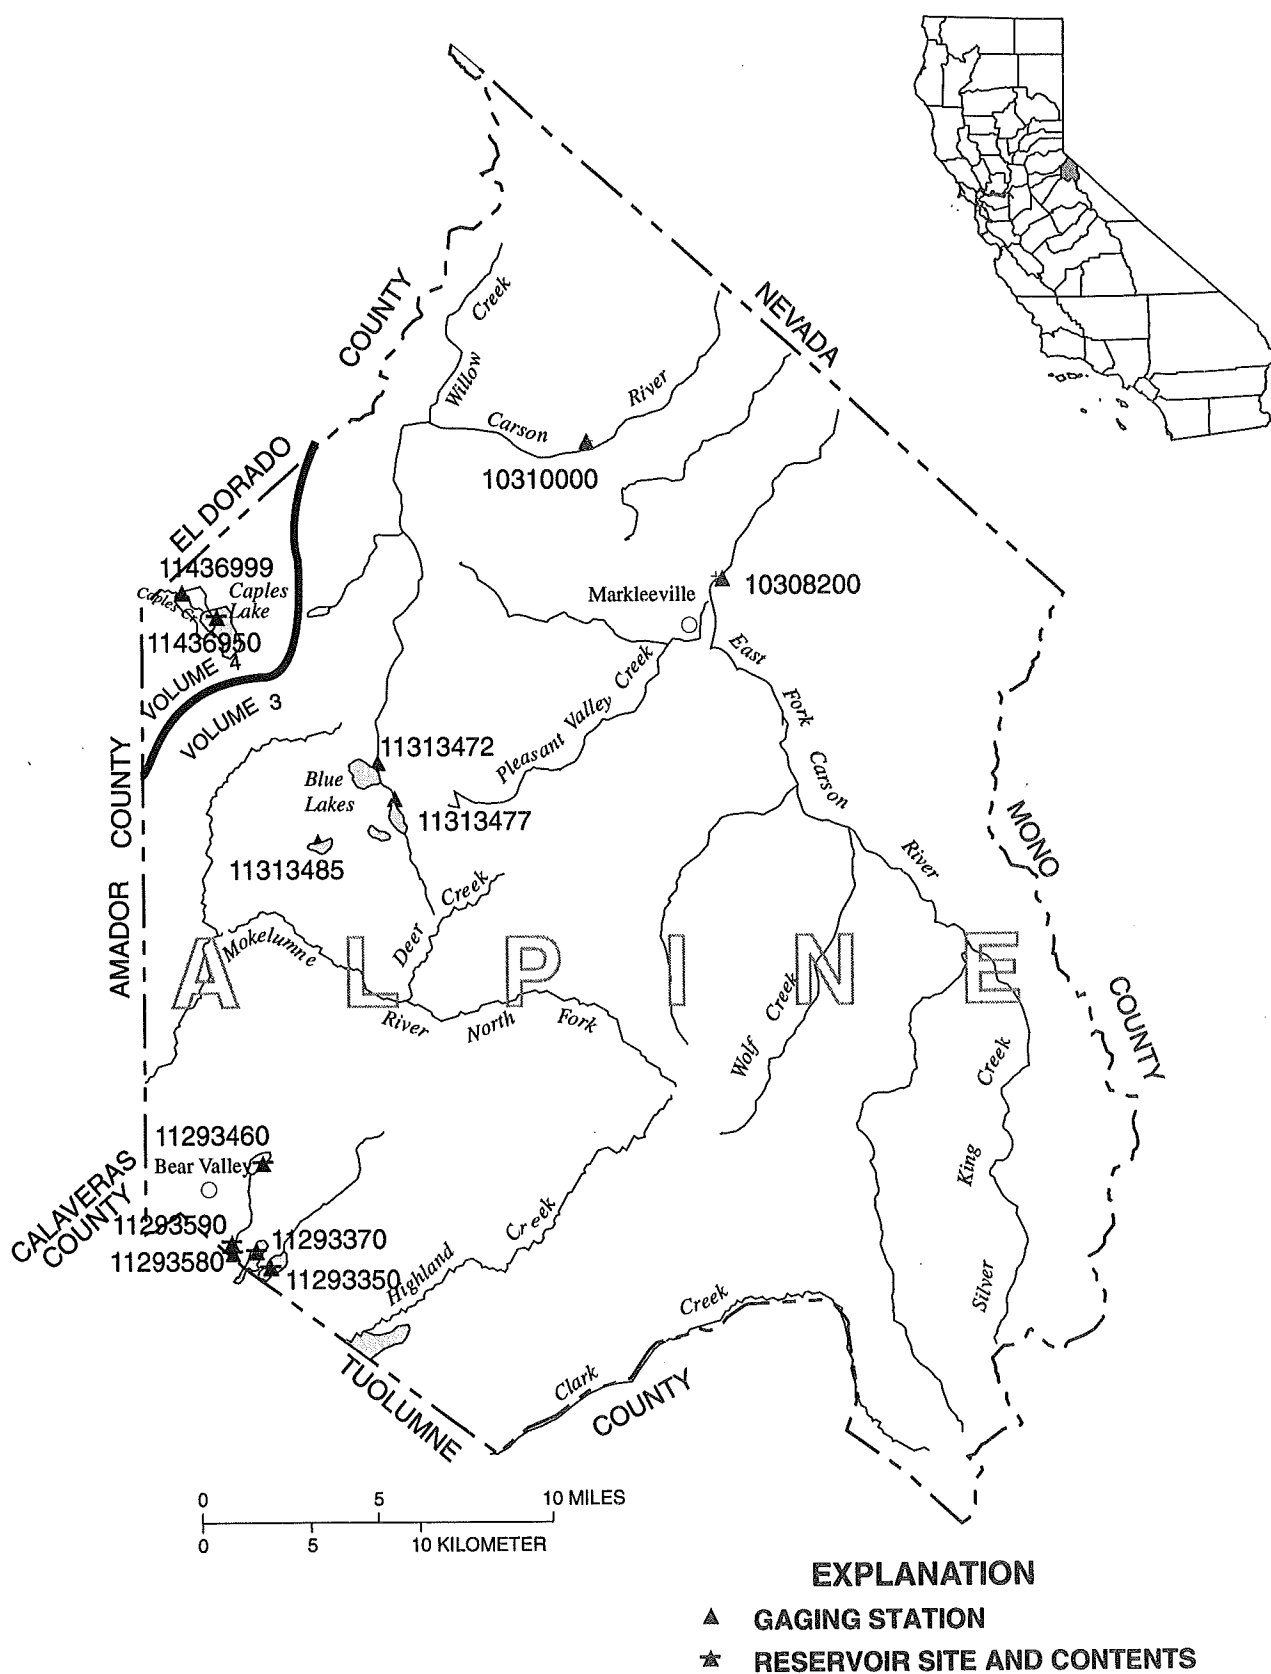 Creek
Willow
COUNTY
NEVADA
Carson
River
10310000
EL DORADO
11436999
Caples Cr
Caples
Lake
11436950
VOLUME 4
VOLUME 3
Markleeville
10308200
East
Fork
Carson
River
Pleasant Valley Creek
11313472
Blue
Lakes
11313477
11313485
AMADOR COUNTY
MONO
COUNTY
Deer
Creek
Mokelumne
River
North
Fork
ALPINE
Wolf
Creek
Silver
King
Creek
11293460
Bear Valley
CALAVERAS
COUNTY
11293590
11293580
11293370
11293350
Highland
Creek
TUOLUMNE
COUNTY
Clark
Creek
0 5 10 MILES
0 5 10 KILOMETER
EXPLANATION
GAGING STATION
RESERVOIR SITE AND CONTENTS